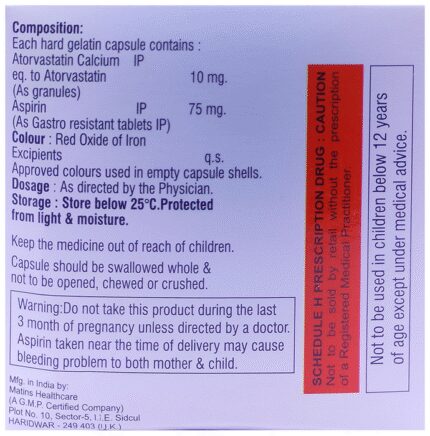 Composition:
Each hard gelatin capsule contains :
Atorvastatin Calcium IP
eq. to Atorvastatin 10 mg.
(As granules)
Aspirin IP 75 mg.
(As Gastro resistant tablets IP)
Colour : Red Oxide of Iron
Excipients q.s.
Approved colours used in empty capsule shells.
Dosage : As directed by the Physician.
Storage : Store below 25°C.Protected
from light & moisture.
Keep the medicine out of reach of children.
Capsule should be swallowed whole &
not to be opened, chewed or crushed.
Warning:Do not take this product during the last
3 month of pregnancy unless directed by a doctor.
Aspirin taken near the time of delivery may cause
bleeding problem to both mother & child.
Mfg. in India by:
Matins Healthcare
(A G.M.P. Certified Company)
Plot No. 10, Sector-5, I.I.E. Sidcul
HARIDWAR - 249 403 (U.K.)
SCHEDULE H PRESCRIPTION DRUG : CAUTION
Not to be sold by retail without the prescription
of a Registered Medical Practitioner.
Not to be used in children below 12 years
of age except under medical advice.